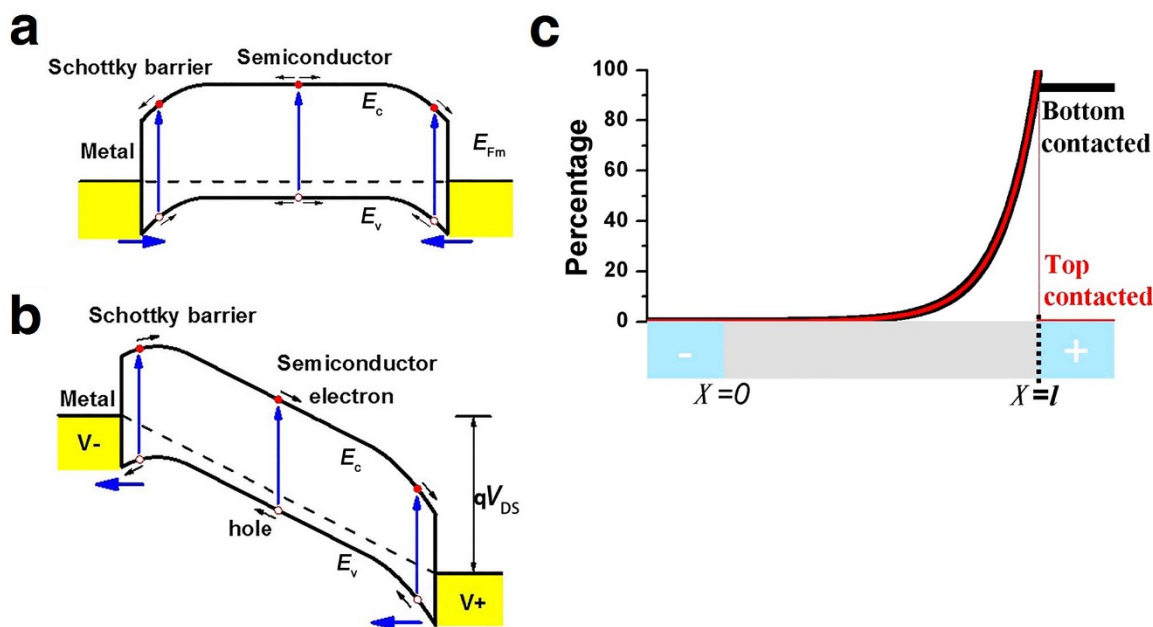 a
Schottky barrier
Semiconductor
Ec
Metal
EFm
Ev
b
Schottky barrier
Semiconductor
electron
Metal
V-
Ec
qVDS
hole
Ev
V+
c
Percentage
100
80
60
40
20
0
Bottom
contacted
Top
contacted
-
+
X=0
X=l